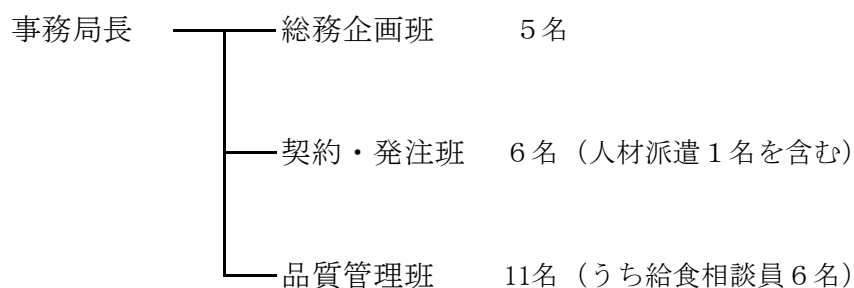 事務局長 総務企画班 5名
契約・発注班 6名（人材派遣1名を含む）
品質管理班 11名（うち給食相談員6名）